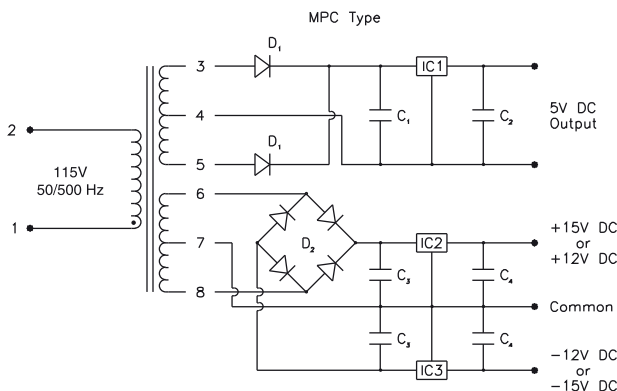 MPC Type
D₁
3
IC1
2
4
C₁
C₂
5V DC
Output
D₁
5
115V
50/500 Hz
6
1
+15V DC
or
+12V DC
7
D₂
IC2
C₃
C₄
8
Common
C₃
C₄
IC3
−12V DC
or
−15V DC